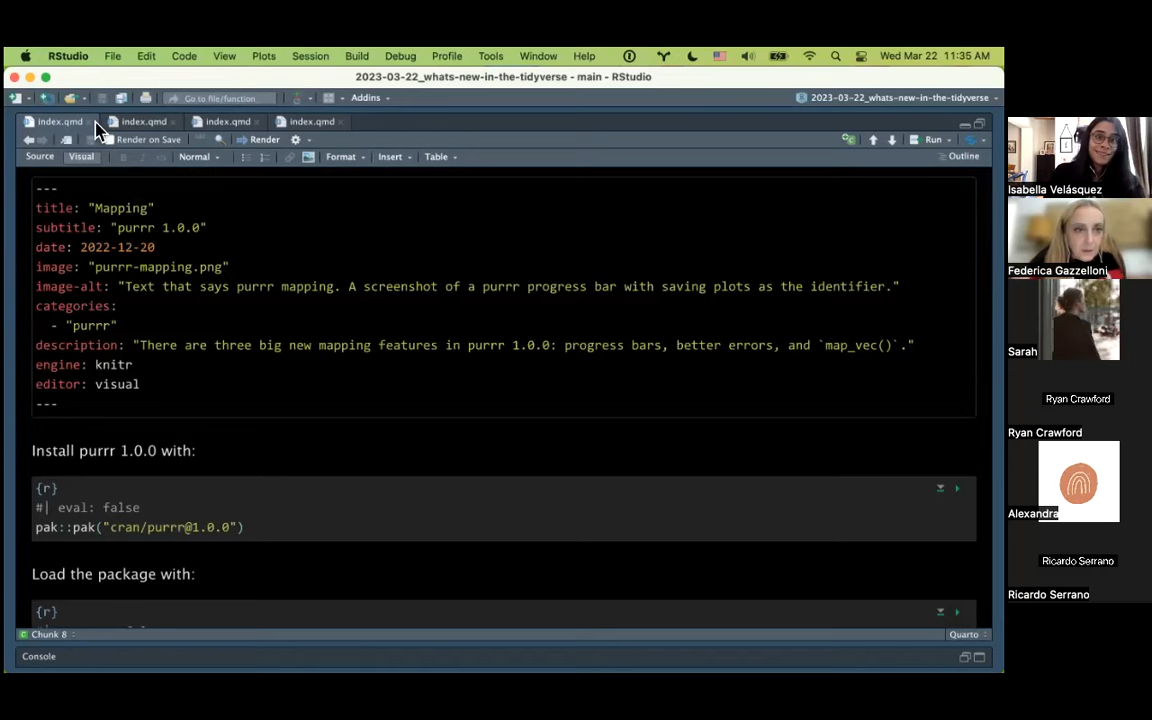 RStudio File Edit Code View Plots Session Build Debug Profile Tools Window Help Wed Mar 22 11:35 AM
2023-03-22_whats-new-in-the-tidyverse - main - RStudio
Go to file/function Addins 2023-03-22_whats-new-in-the-tidyverse
index.qmd index.qmd index.qmd index.qmd
Render on Save Render Run
Source Visual Normal Format Insert Table Outline
---
title: "Mapping"
subtitle: "purrr 1.0.0"
date: 2022-12-20
image: "purrr-mapping.png"
image-alt: "Text that says purrr mapping. A screenshot of a purrr progress bar with saving plots as the identifier."
categories:
- "purrr"
description: "There are three big new mapping features in purrr 1.0.0: progress bars, better errors, and `map_vec()`."
engine: knitr
editor: visual
---
Install purrr 1.0.0 with:
{r}
#| eval: false
pak::pak("cran/purrr@1.0.0")
Load the package with:
{r}
Chunk 8 Quarto
Console
Isabella Velásquez
Federica Gazzelloni
Sarah
Ryan Crawford
Ryan Crawford
Alexandra
Ricardo Serrano
Ricardo Serrano